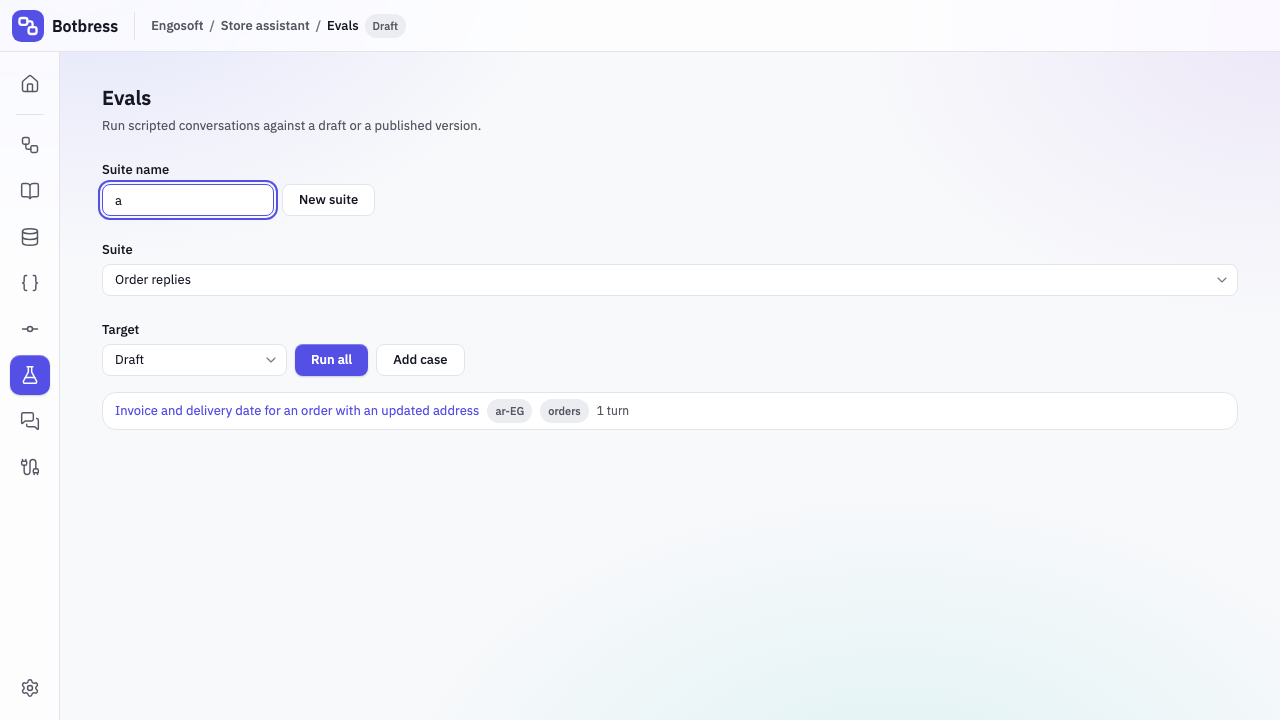 Botbress
Engosoft / Store assistant / Evals Draft
Evals
Run scripted conversations against a draft or a published version.
Suite name
a New suite
Suite
Order replies
Target
Draft Run all Add case
Invoice and delivery date for an order with an updated address ar-EG orders 1 turn